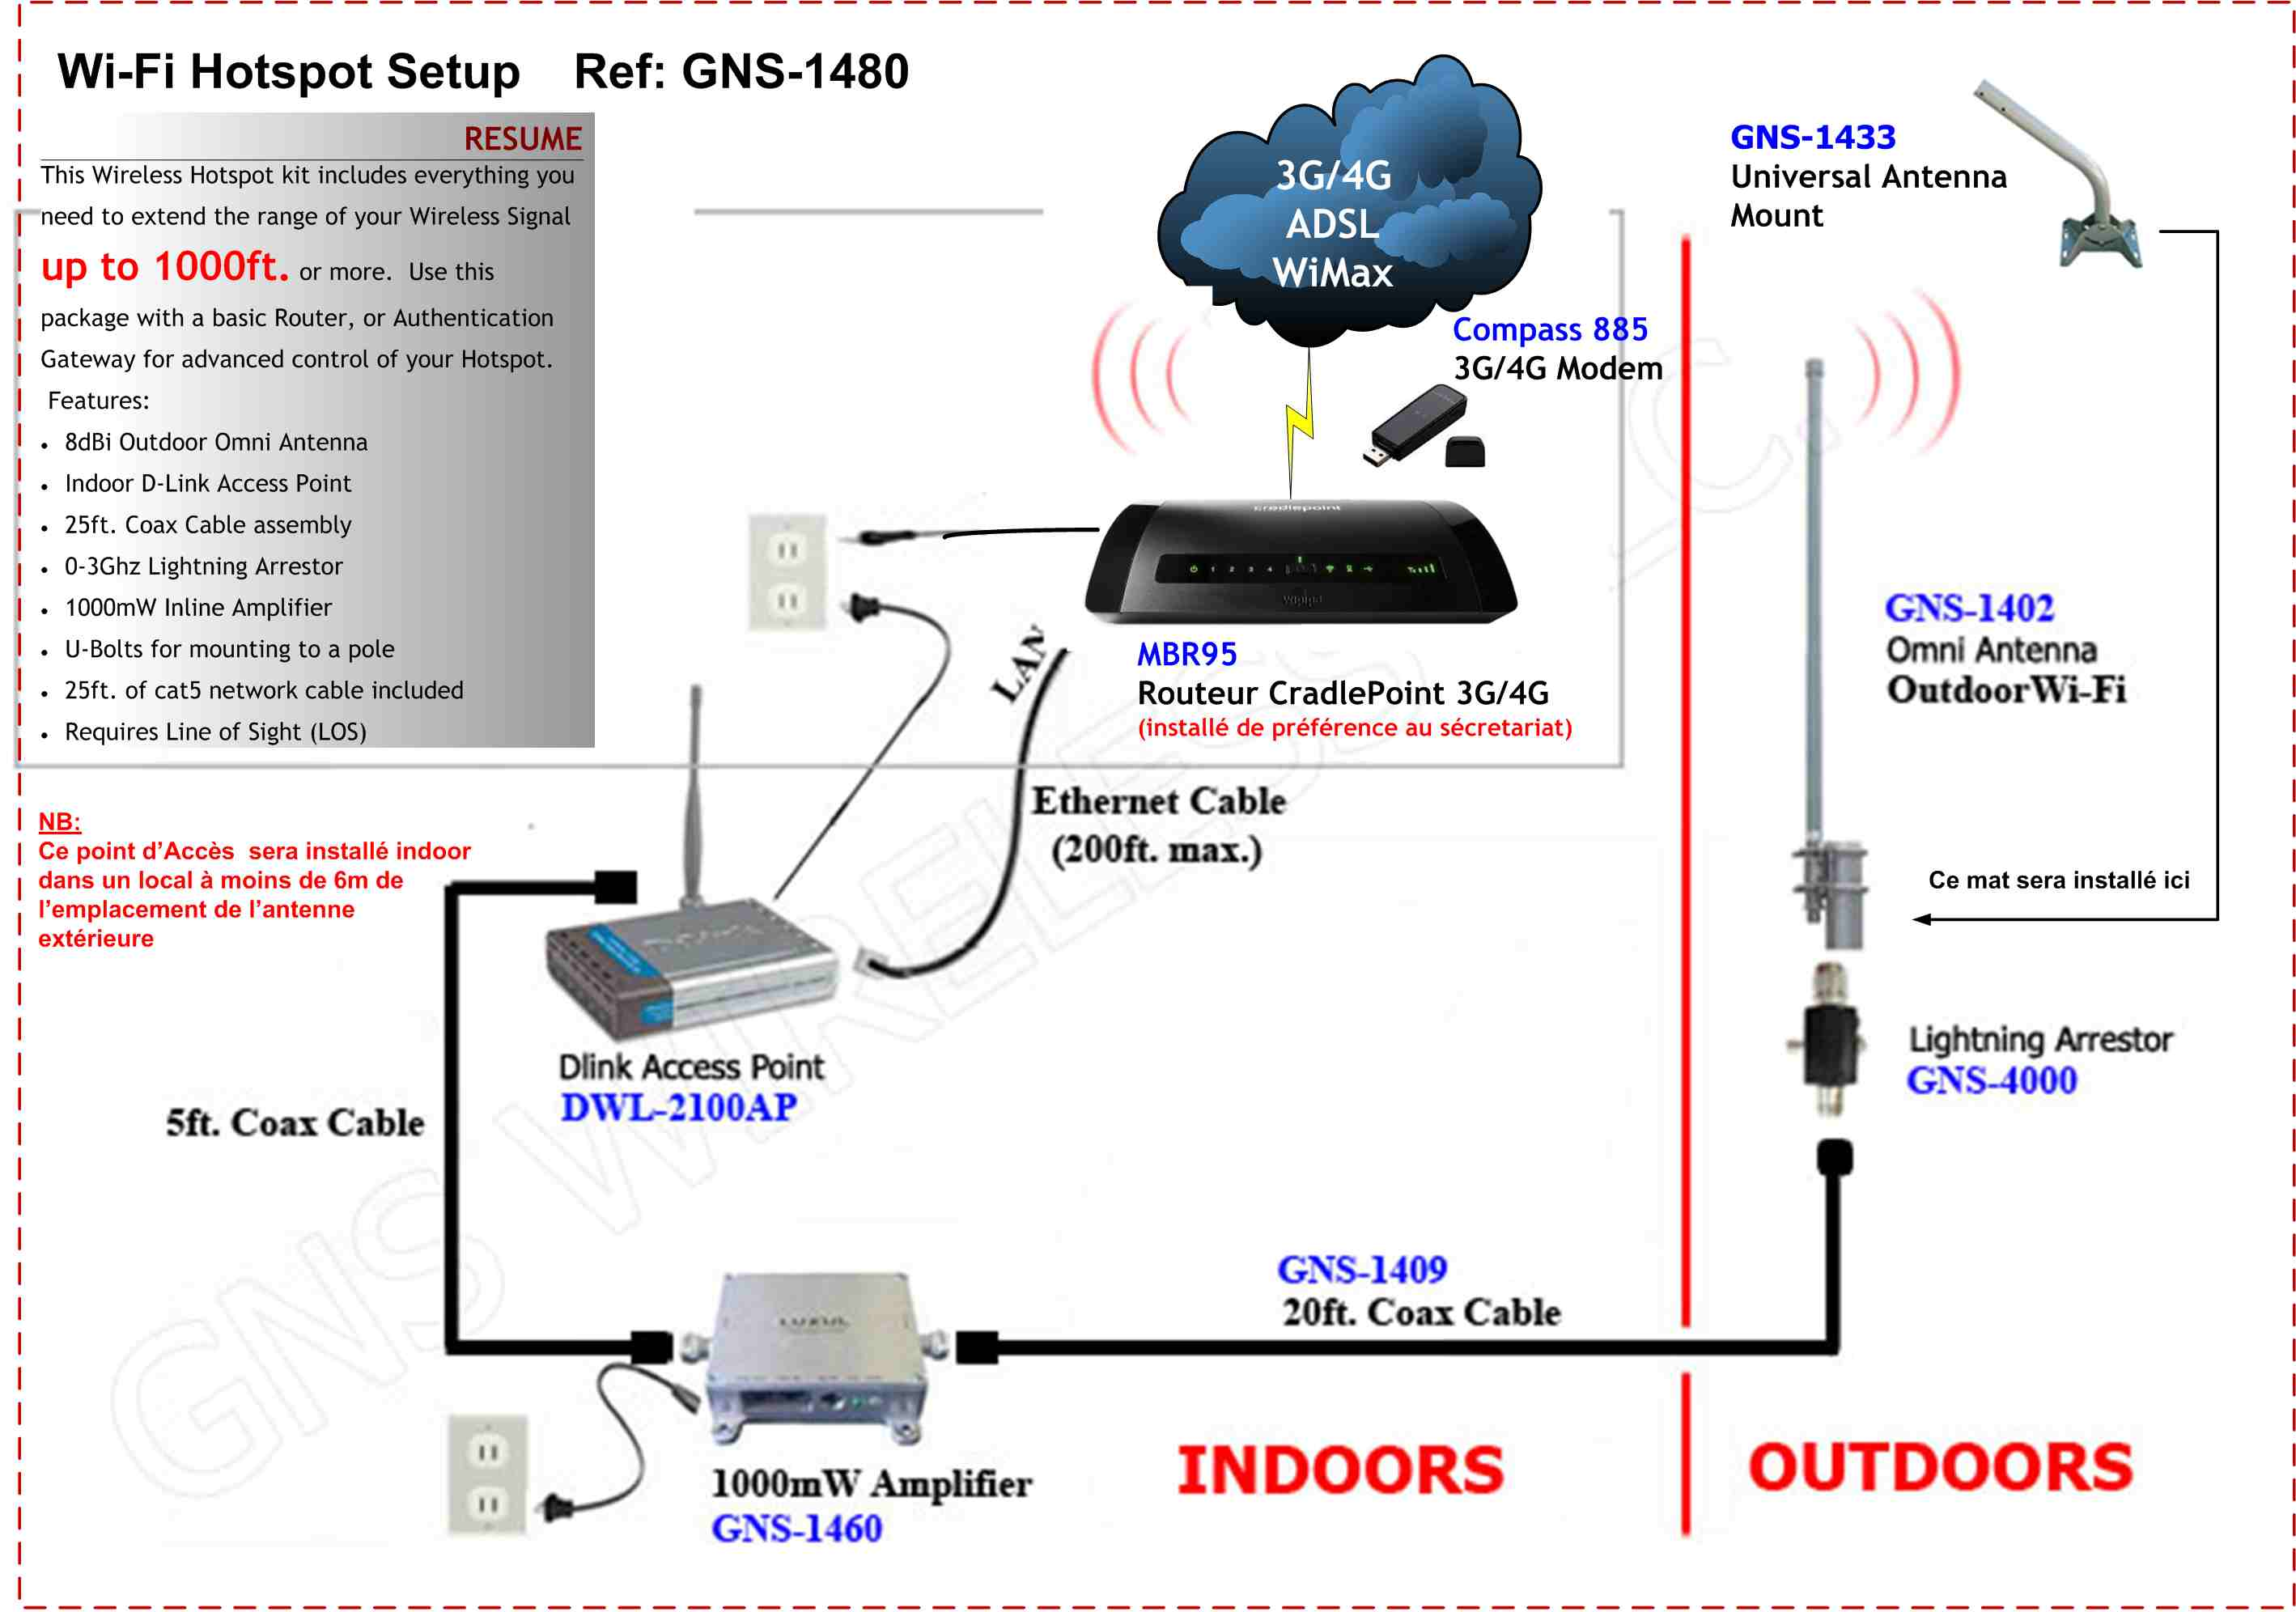 Wi-Fi Hotspot Setup Ref: GNS-1480
RESUME
This Wireless Hotspot kit includes everything you
need to extend the range of your Wireless Signal
up to 1000ft. or more. Use this
package with a basic Router, or Authentication
Gateway for advanced control of your Hotspot.
Features:
• 8dBi Outdoor Omni Antenna
• Indoor D-Link Access Point
• 25ft. Coax Cable assembly
• 0-3Ghz Lightning Arrestor
• 1000mW Inline Amplifier
• U-Bolts for mounting to a pole
• 25ft. of cat5 network cable included
• Requires Line of Sight (LOS)
3G/4G
ADSL
WiMax
Compass 885
3G/4G Modem
GNS-1433
Universal Antenna
Mount
cradlepoint
1 2 3 4
LAN
MBR95
Routeur CradlePoint 3G/4G
(installé de préférence au sécretariat)
GNS-1402
Omni Antenna
OutdoorWi-Fi
Ethernet Cable
(200ft. max.)
NB:
Ce point d'Accès sera installé indoor
dans un local à moins de 6m de
l'emplacement de l'antenne
extérieure
Ce mat sera installé ici
Lightning Arrestor
GNS-4000
Dlink Access Point
DWL-2100AP
5ft. Coax Cable
GNS-1409
20ft. Coax Cable
1000mW Amplifier
GNS-1460
INDOORS
OUTDOORS
GNS WIRELESS